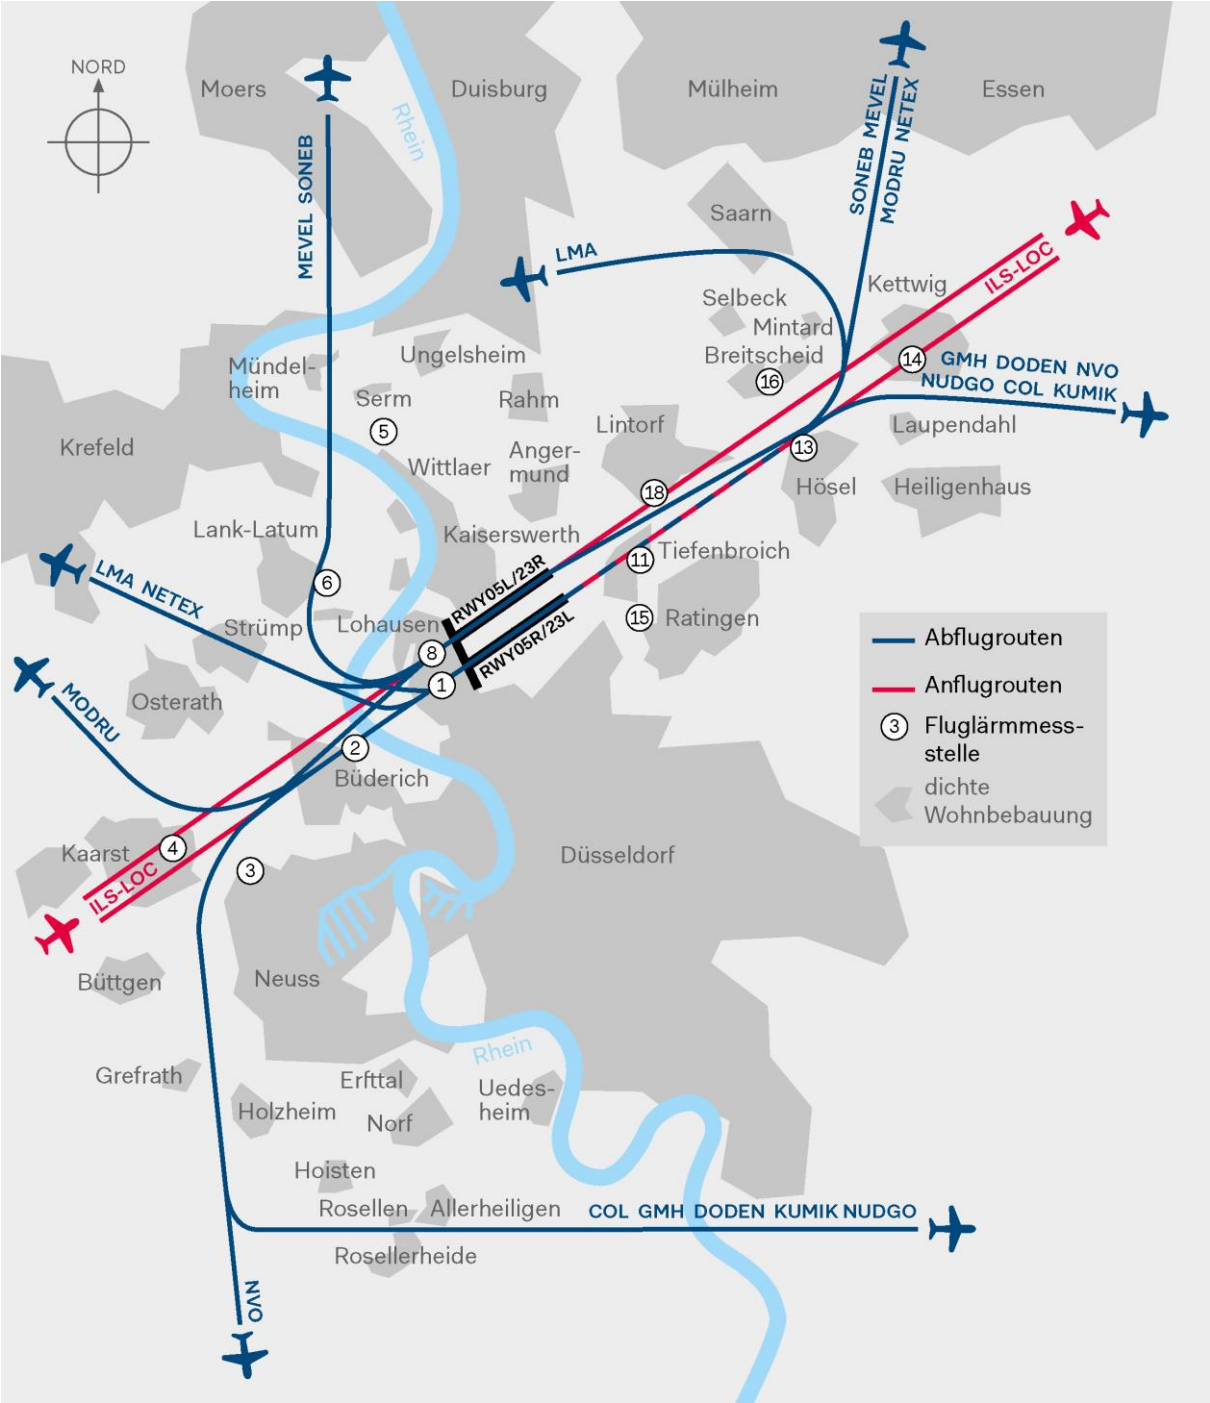 NORD
Moers
Duisburg
Mülheim
Essen
Rhein
SONEB MEVEL
MODRU NETEX
MEVEL SONEB
Saarn
LMA
ILS-LOC
Kettwig
Selbeck
Mintard
Breitscheid
16
14
GMH DODEN NVO
NUDGO COL KUMIK
Ungelsheim
Mündel-
heim
Serm
5
Rahm
Lintorf
Laupendahl
Krefeld
Wittlaer
Anger-
mund
13
18
Hösel
Heiligenhaus
Lank-Latum
Kaiserswerth
Tiefenbroich
11
RWY05L/23R
LMA NETEX
6
Strümp
Lohausen
15
Ratingen
8
RWY05R/23L
1
Abflugrouten
Anflugrouten
3
Fluglärmmess-
stelle
dichte
Wohnbebauung
MODRU
Osterath
2
Büderich
Kaarst
4
ILS-LOC
3
Düsseldorf
Büttgen
Neuss
Rhein
Grefrath
Erfttal
Uedes-
heim
Holzheim
Norf
Hoisten
Rosellen
Allerheiligen
COL GMH DODEN KUMIK NUDGO
Rosellerheide
NVO